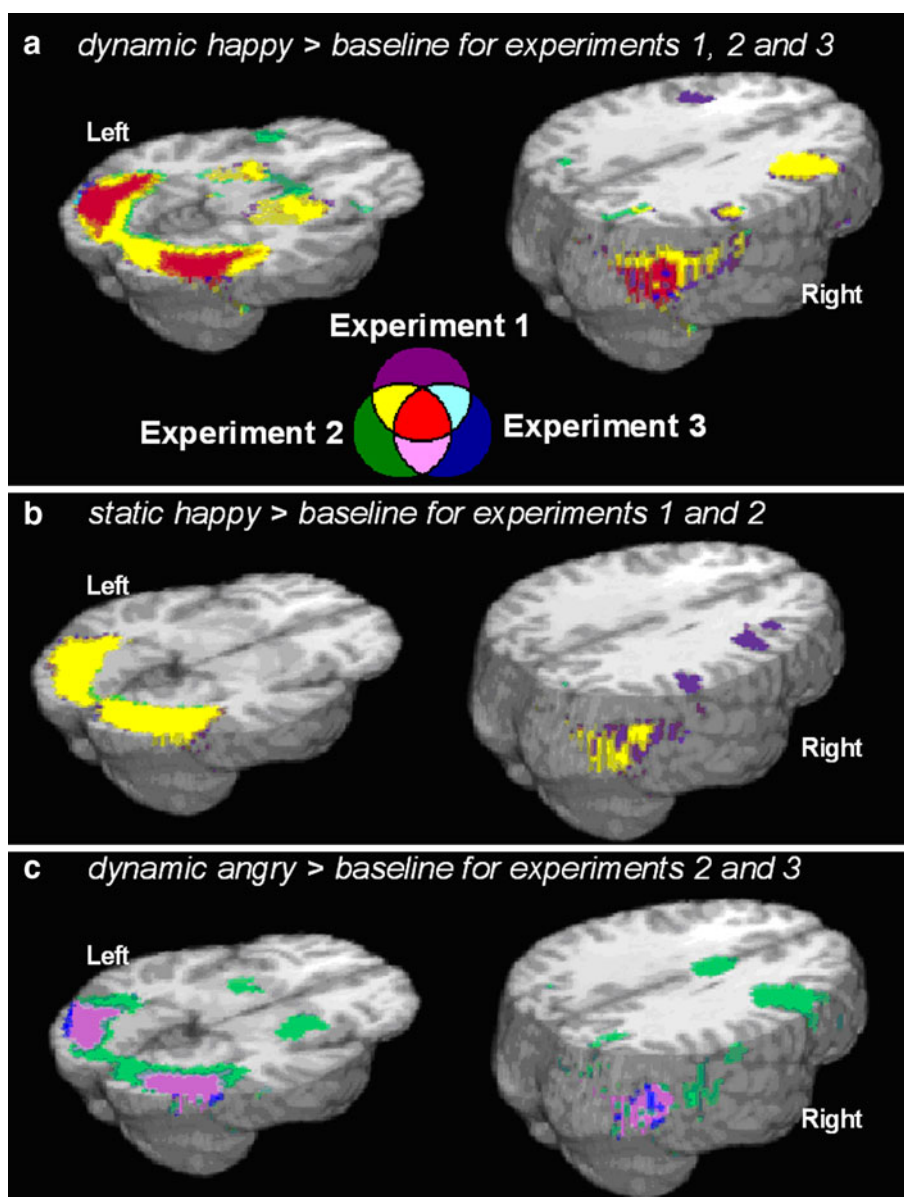 a dynamic happy > baseline for experiments 1, 2 and 3
Left
Right
Experiment 1
Experiment 2
Experiment 3
b static happy > baseline for experiments 1 and 2
Left
Right
c dynamic angry > baseline for experiments 2 and 3
Left
Right